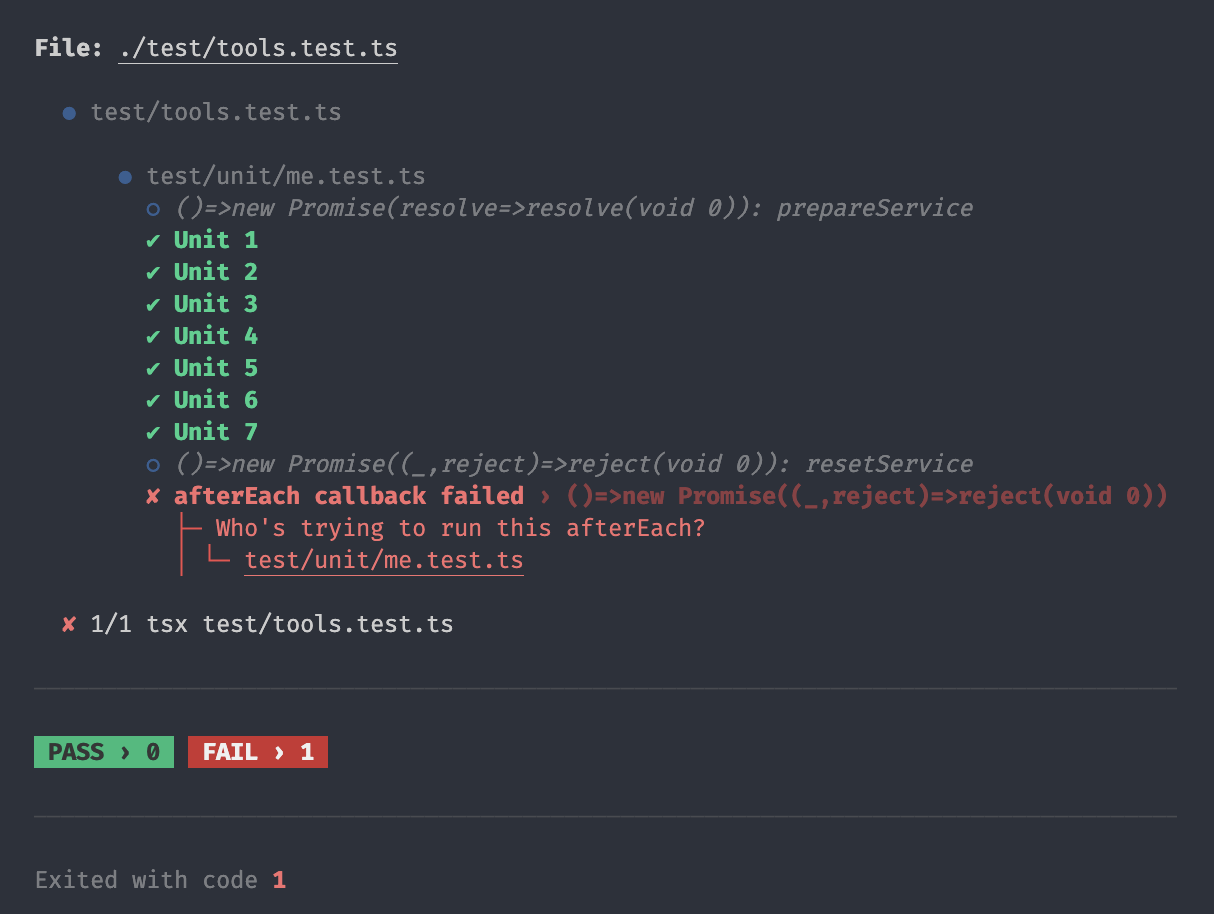 File: ./test/tools.test.ts
● test/tools.test.ts
● test/unit/me.test.ts
○ ()=>new Promise(resolve=>resolve(void 0)): prepareService
✔ Unit 1
✔ Unit 2
✔ Unit 3
✔ Unit 4
✔ Unit 5
✔ Unit 6
✔ Unit 7
○ ()=>new Promise((_,reject)=>reject(void 0)): resetService
✘ afterEach callback failed › ()=>new Promise((_,reject)=>reject(void 0))
├─ Who's trying to run this afterEach?
│ └─ test/unit/me.test.ts
✘ 1/1 tsx test/tools.test.ts
PASS › 0 FAIL › 1
Exited with code 1